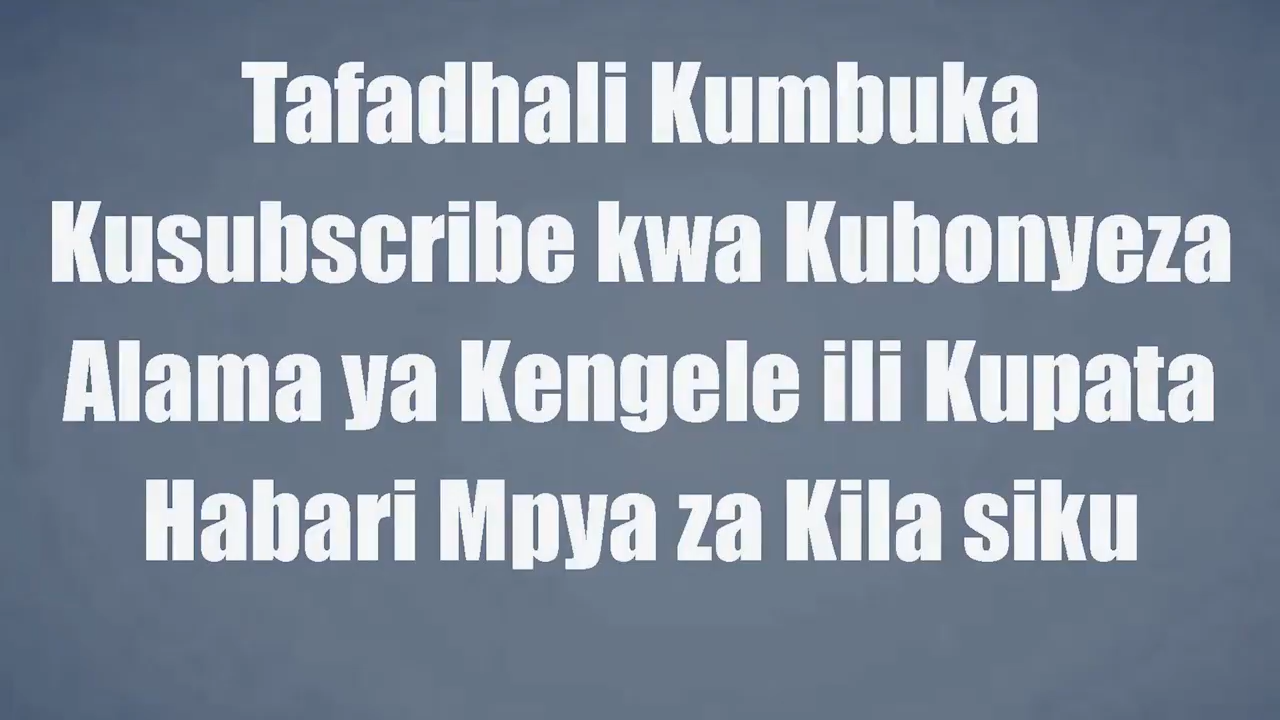 Tafadhali Kumbuka
Kusubscribe kwa Kubonyeza
Alama ya Kengele ili Kupata
Habari Mpya za Kila siku